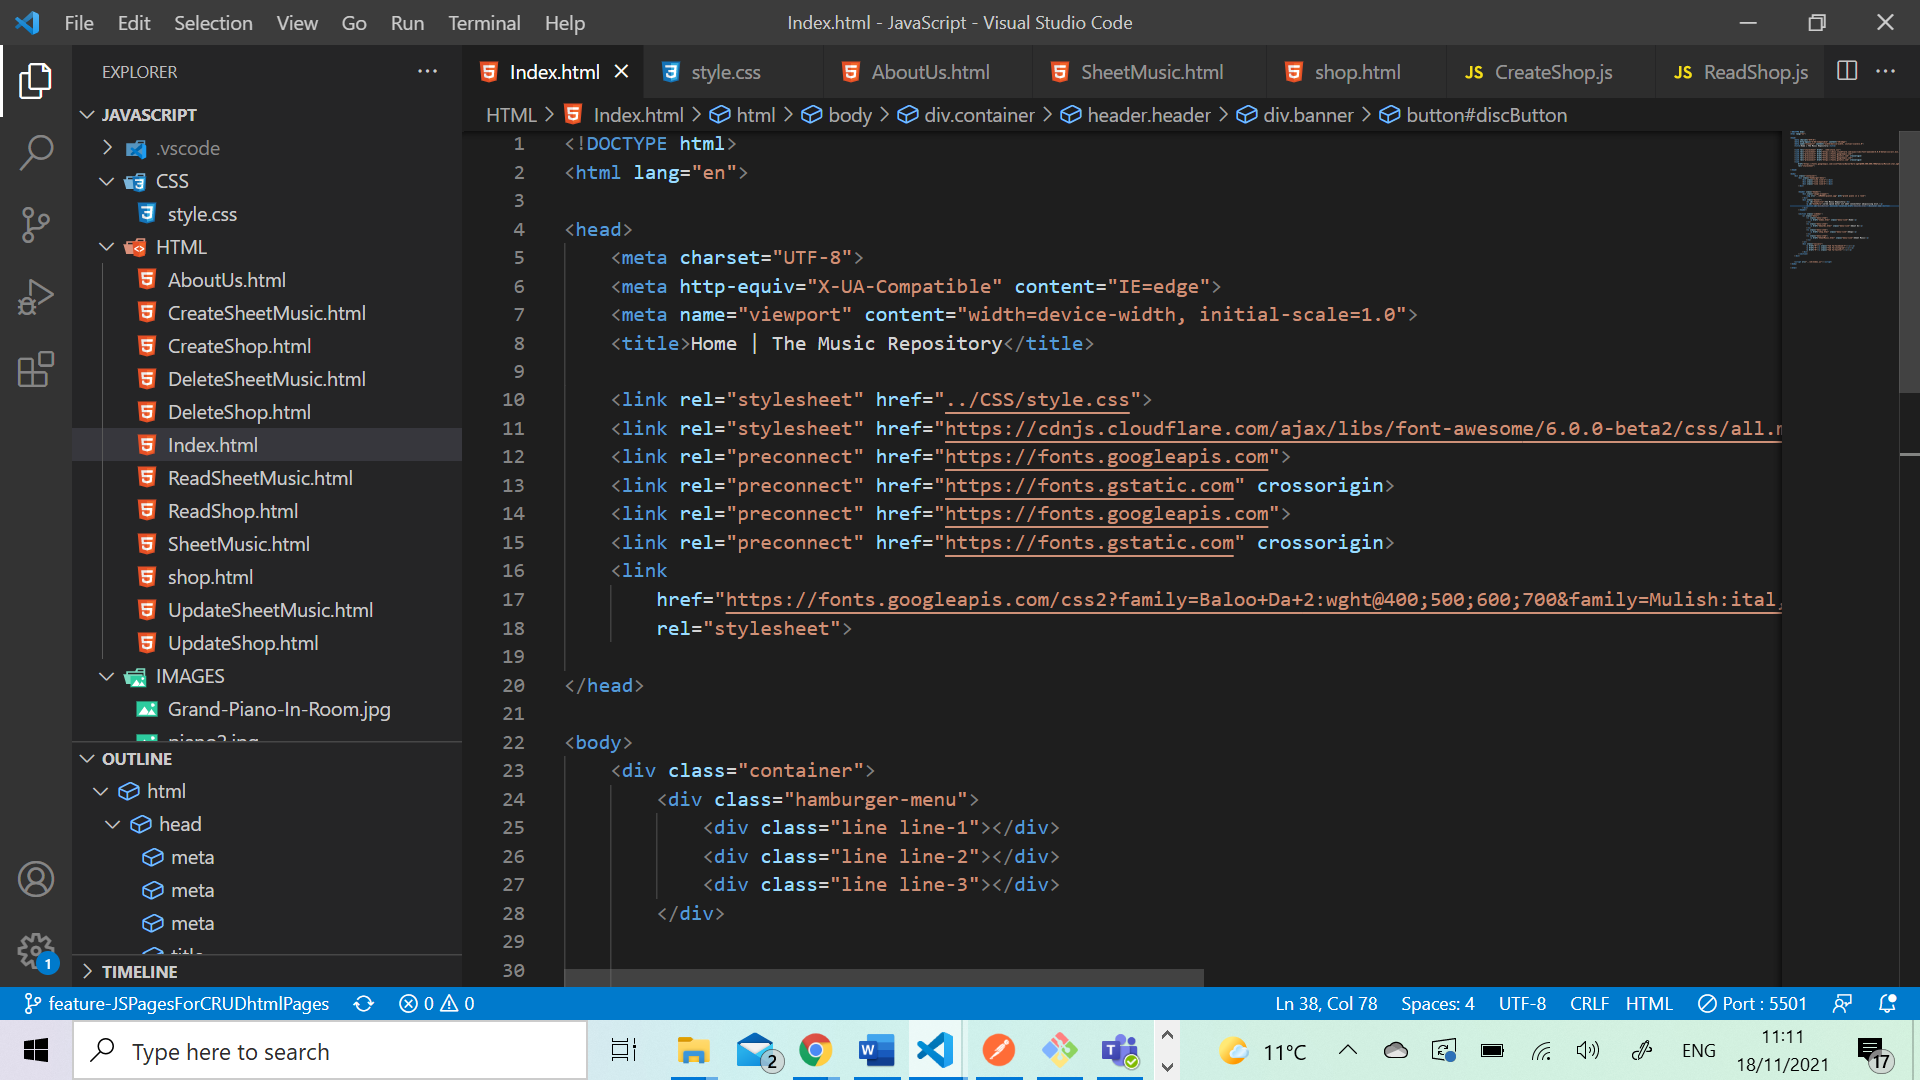 File Edit Selection View Go Run Terminal Help
Index.html - JavaScript - Visual Studio Code
EXPLORER
JAVASCRIPT
.vscode
CSS
style.css
HTML
AboutUs.html
CreateSheetMusic.html
CreateShop.html
DeleteSheetMusic.html
DeleteShop.html
Index.html
ReadSheetMusic.html
ReadShop.html
SheetMusic.html
shop.html
UpdateSheetMusic.html
UpdateShop.html
IMAGES
Grand-Piano-In-Room.jpg
OUTLINE
html
head
meta
meta
meta
TIMELINE
Index.html style.css AboutUs.html SheetMusic.html shop.html JS CreateShop.js JS ReadShop.js
HTML > Index.html > html > body > div.container > header.header > div.banner > button#discButton
1 <!DOCTYPE html>
2 <html lang="en">
3
4 <head>
5 <meta charset="UTF-8">
6 <meta http-equiv="X-UA-Compatible" content="IE=edge">
7 <meta name="viewport" content="width=device-width, initial-scale=1.0">
8 <title>Home | The Music Repository</title>
9
10 <link rel="stylesheet" href="../CSS/style.css">
11 <link rel="stylesheet" href="https://cdnjs.cloudflare.com/ajax/libs/font-awesome/6.0.0-beta2/css/all.m
12 <link rel="preconnect" href="https://fonts.googleapis.com">
13 <link rel="preconnect" href="https://fonts.gstatic.com" crossorigin>
14 <link rel="preconnect" href="https://fonts.googleapis.com">
15 <link rel="preconnect" href="https://fonts.gstatic.com" crossorigin>
16 <link
17 href="https://fonts.googleapis.com/css2?family=Baloo+Da+2:wght@400;500;600;700&family=Mulish:ital,
18 rel="stylesheet">
19
20 </head>
21
22 <body>
23 <div class="container">
24 <div class="hamburger-menu">
25 <div class="line line-1"></div>
26 <div class="line line-2"></div>
27 <div class="line line-3"></div>
28 </div>
29
30
1
feature-JSPagesForCRUDhtmlPages 0 0
Ln 38, Col 78 Spaces: 4 UTF-8 CRLF HTML Port : 5501
Type here to search
2
11°C
ENG
11:11
18/11/2021
17